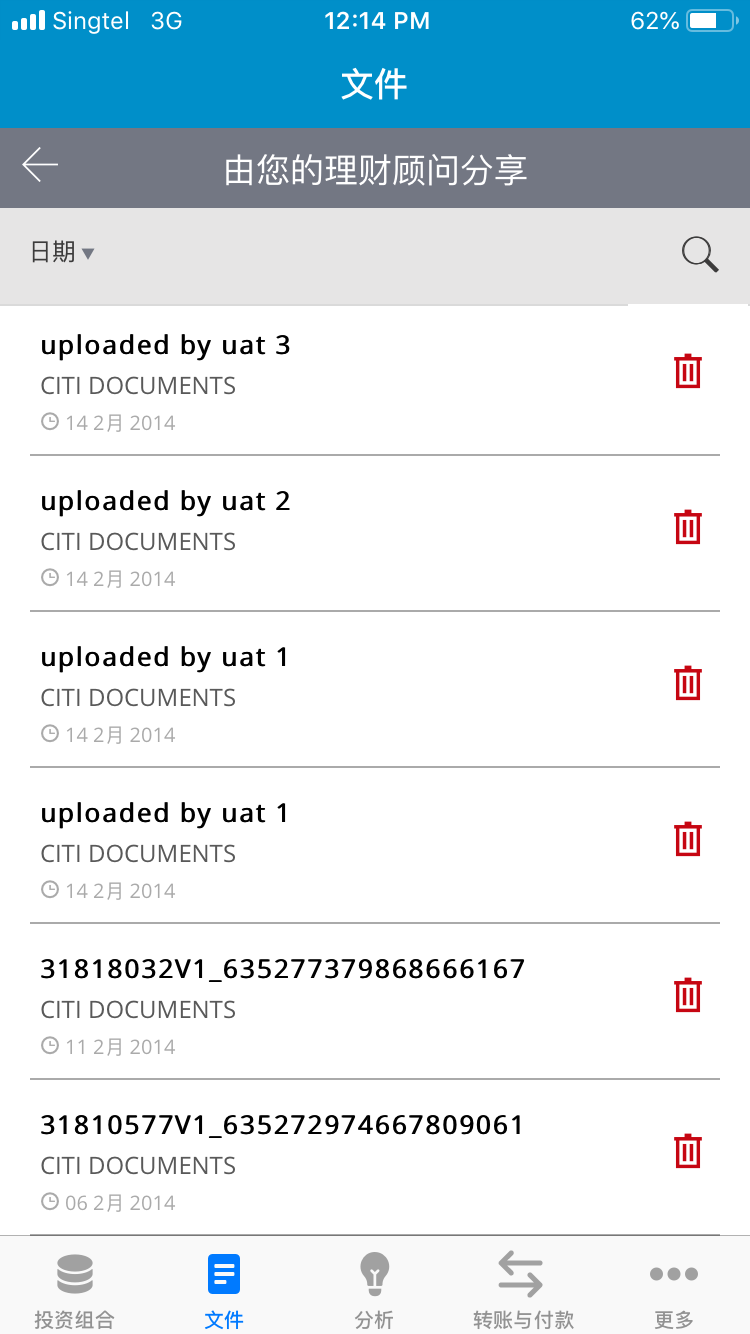 Singtel 3G 12:14 PM 62%
文件
由您的理财顾问分享
日期
uploaded by uat 3
CITI DOCUMENTS
14 2月 2014
uploaded by uat 2
CITI DOCUMENTS
14 2月 2014
uploaded by uat 1
CITI DOCUMENTS
14 2月 2014
uploaded by uat 1
CITI DOCUMENTS
14 2月 2014
31818032V1_635277379868666167
CITI DOCUMENTS
11 2月 2014
31810577V1_635272974667809061
CITI DOCUMENTS
06 2月 2014
投资组合 文件 分析 转账与付款 更多